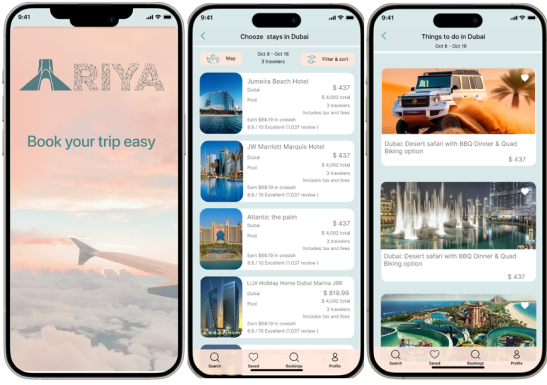 9:41
ARIYA
Book your trip easy
9:41
Chooze stays in Dubai
Map
Oct 8 - Oct 16
3 travelers
Filter & sort
Jumeira Beach Hotel
Dubai
$ 437
Pool
$ 4,092 total
3 travelers
Includes tax and fees
Earn $66.19 in onwash
8.8 / 10 Excellent (1.037 review )
JW Marriott Marquis Hotel
Dubai
$ 437
Pool
$ 4,092 total
3 travelers
Includes tax and fees
Earn $66.19 in onwash
8.8 / 10 Excellent (1.037 review )
Atlantic the palm
Dubai
$ 437
Pool
$ 4,092 total
3 travelers
Includes tax and fees
Earn $66.19 in onwash
8.8 / 10 Excellent (1.037 review )
LUX Holiday Home Dubai Marina JBR
Dubai
$ 819.99
Pool
$ 4,092 total
3 travelers
Includes tax and fees
Earn $66.19 in onwash
8.8 / 10 Excellent (1.037 review )
Search
Saved
Bookings
Profile
9:41
Things to do in Dubai
Oct 8 - Oct 16
Dubai: Desert safari with BBQ Dinner & Quad
Biking option
$ 437
Dubai: Desert safari with BBQ Dinner & Quad
Biking option
$ 437
Search
Saved
Bookings
Profile